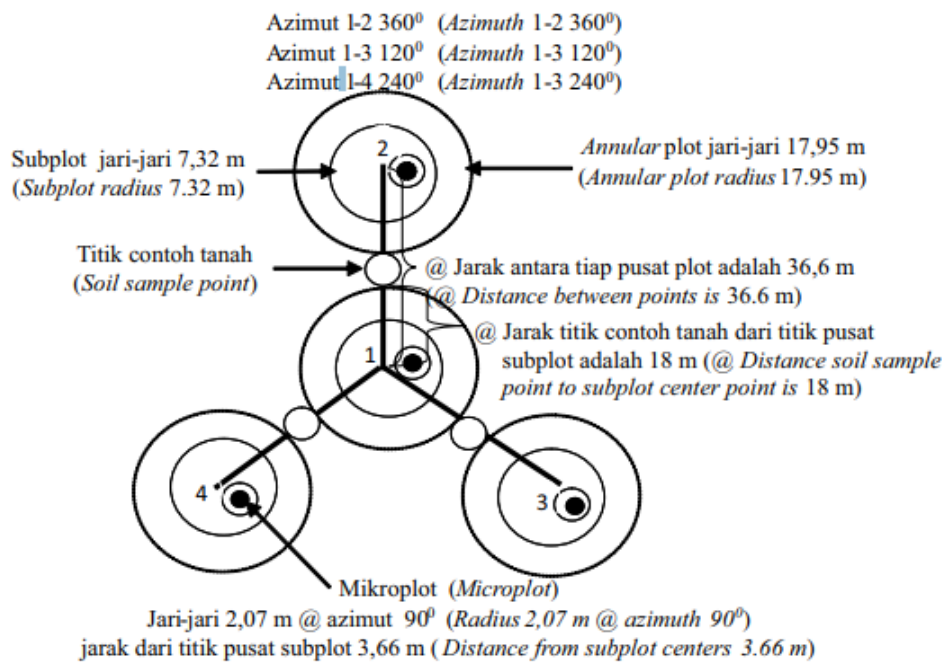 Azimut 1-2 360⁰ (Azimuth 1-2 360⁰)
Azimut 1-3 120⁰ (Azimuth 1-3 120⁰)
Azimut 1-4 240⁰ (Azimuth 1-3 240⁰)
Subplot jari-jari 7,32 m
(Subplot radius 7.32 m)
2
Annular plot jari-jari 17,95 m
(Annular plot radius 17.95 m)
Titik contoh tanah
(Soil sample point)
@ Jarak antara tiap pusat plot adalah 36,6 m
(@ Distance between points is 36.6 m)
1
@ Jarak titik contoh tanah dari titik pusat
subplot adalah 18 m (@ Distance soil sample
point to subplot center point is 18 m)
4
3
Mikroplot (Microplot)
Jari-jari 2,07 m @ azimut 90⁰ (Radius 2,07 m @ azimuth 90⁰)
jarak dari titik pusat subplot 3,66 m ( Distance from subplot centers 3.66 m)